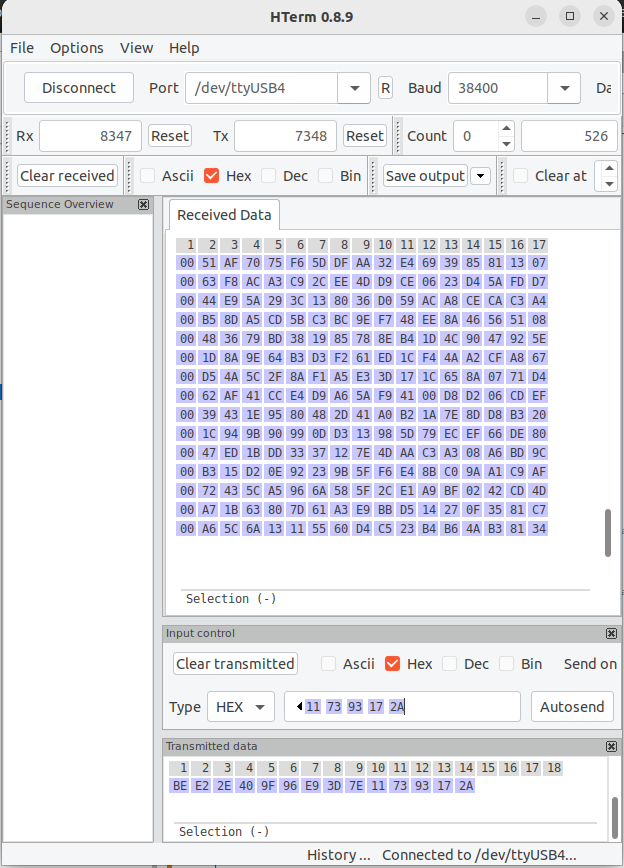 HTerm 0.8.9
File Options View Help
Disconnect Port /dev/ttyUSB4 R Baud 38400 Da
Rx 8347 Reset Tx 7348 Reset Count 0 526
Clear received Ascii Hex Dec Bin Save output Clear at
Sequence Overview
Received Data
1 2 3 4 5 6 7 8 9 10 11 12 13 14 15 16 17
00 51 AF 70 75 F6 5D DF AA 32 E4 69 39 85 81 13 07
00 63 F8 AC A3 C9 2C EE 4D D9 CE 06 23 D4 5A FD D7
00 44 E9 5A 29 3C 13 80 36 D0 59 AC A8 CE CA C3 A4
00 B5 8D A5 CD 5B C3 BC 9E F7 48 EE 8A 46 56 51 08
00 48 36 79 BD 38 19 85 78 8E B4 1D 4C 90 47 92 5E
00 1D 8A 9E 64 B3 D3 F2 61 ED 1C F4 4A A2 CF A8 67
00 D5 4A 5C 2F 8A F1 A5 E3 3D 17 1C 65 8A 07 71 D4
00 62 AF 41 CC E4 D9 A6 5A F9 41 00 D8 D2 06 CD EF
00 39 43 1E 95 80 48 2D 41 A0 B2 1A 7E 8D D8 B3 20
00 1C 94 9B 90 99 0D D3 13 98 5D 79 EC EF 66 DE 80
00 47 ED 1B DD 33 37 12 7E 4D AA C3 A3 08 A6 BD 9C
00 B3 15 D2 0E 92 23 9B 5F F6 E4 8B C0 9A A1 C9 AF
00 72 43 5C A5 96 6A 58 5F 2C E1 A9 BF 02 42 CD 4D
00 A7 1B 63 80 7D 61 A3 E9 BB D5 14 27 0F 35 81 C7
00 A6 5C 6A 13 11 55 60 D4 C5 23 B4 B6 4A B3 81 34
Selection (-)
Input control
Clear transmitted Ascii Hex Dec Bin Send on
Type HEX 11 73 93 17 2A Autosend
Transmitted data
1 2 3 4 5 6 7 8 9 10 11 12 13 14 15 16 17 18
BE E2 2E 40 9F 96 E9 3D 7E 11 73 93 17 2A
Selection (-)
History ... Connected to /dev/ttyUSB4...